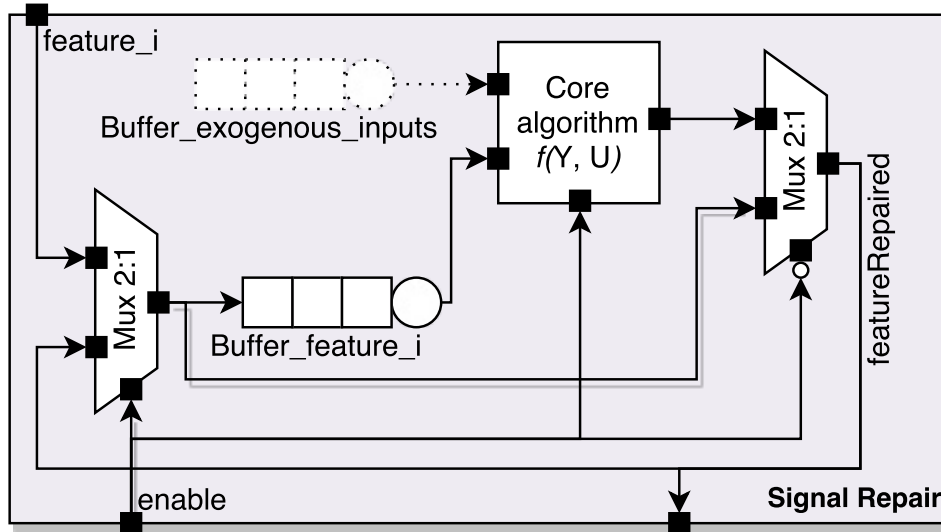 feature_i
Buffer_exogenous_inputs
Core
algorithm
f(Y, U)
Mux 2:1
featureRepaired
Mux 2:1
Buffer_feature_i
enable
Signal Repair